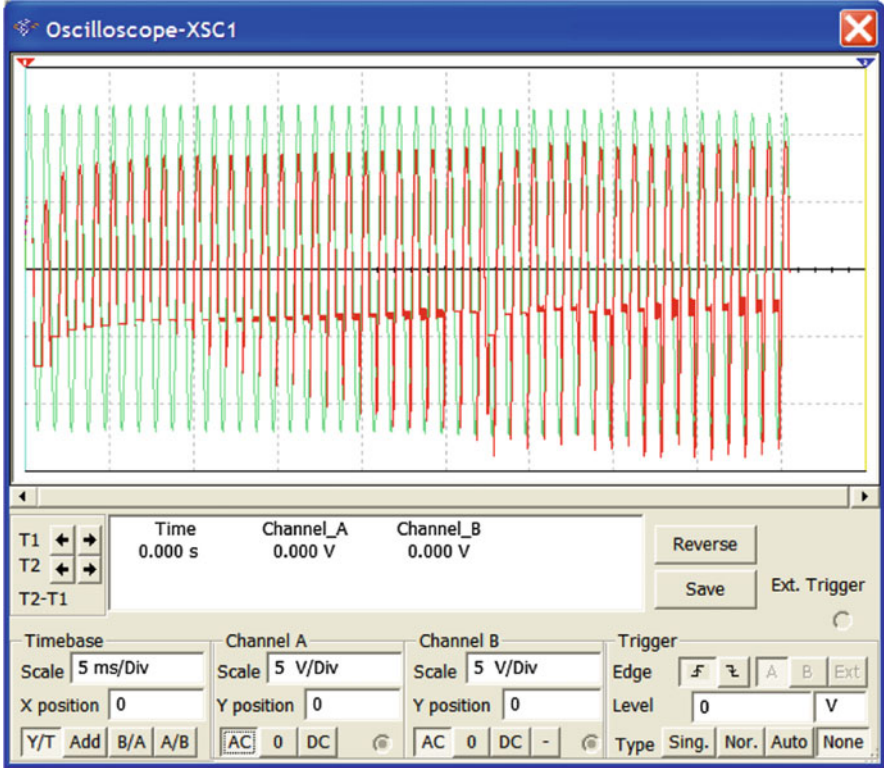 Oscilloscope-XSC1
Time Channel_A Channel_B
T1 0.000 s 0.000 V 0.000 V
T2
T2-T1
Reverse
Save
Ext. Trigger
Timebase
Scale 5 ms/Div
X position 0
Y/T Add B/A A/B
Channel A
Scale 5 V/Div
Y position 0
AC 0 DC
Channel B
Scale 5 V/Div
Y position 0
AC 0 DC -
Trigger
Edge A B Ext
Level 0 V
Type Sing. Nor. Auto None